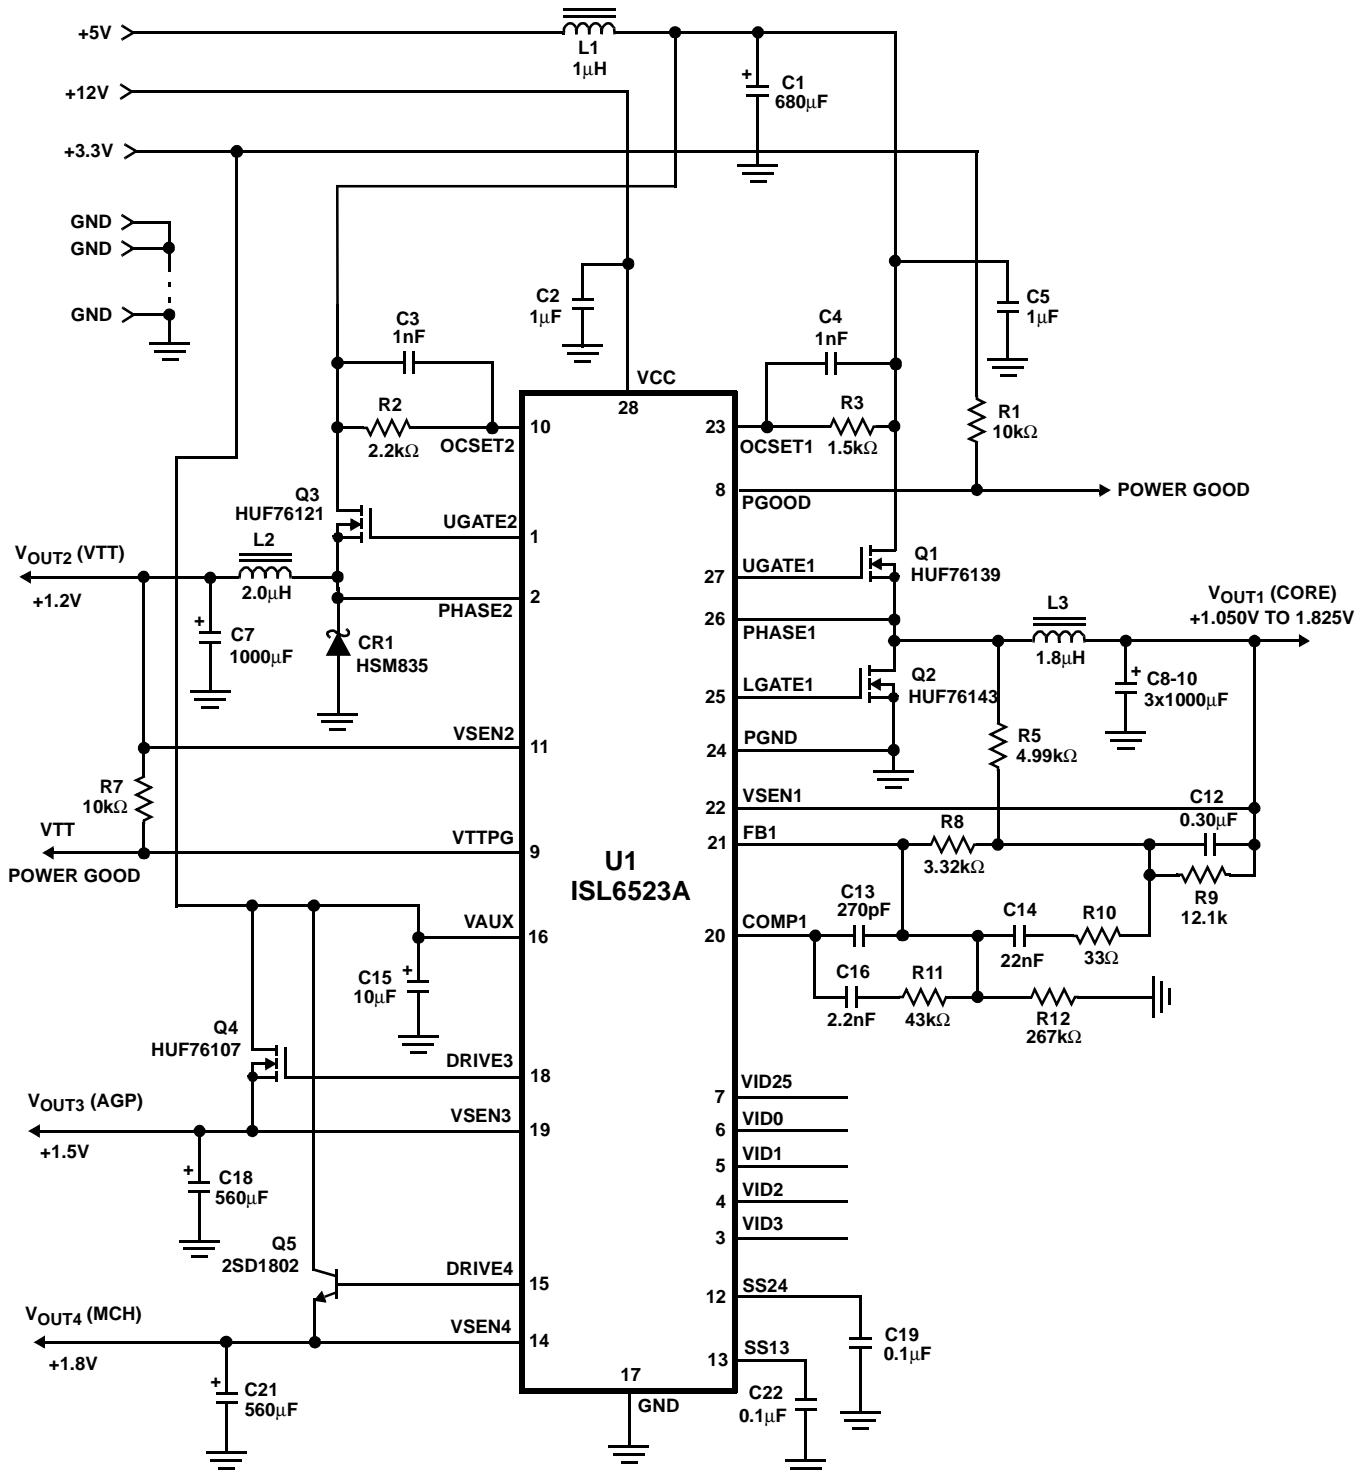 +5V
L1
1μH
+12V
C1
680μF
+
+3.3V
GND
GND
GND
C2
1μF
C5
1μF
C3
1nF
C4
1nF
VCC
28
R2
2.2kΩ
10
OCSET2
23
OCSET1
R3
1.5kΩ
R1
10kΩ
8
PGOOD
POWER GOOD
Q3
HUF76121
UGATE2
1
27
UGATE1
Q1
HUF76139
VOUT2 (VTT)
+1.2V
L2
2.0μH
2
PHASE2
26
PHASE1
L3
1.8μH
VOUT1 (CORE)
+1.050V TO 1.825V
+
C7
1000μF
CR1
HSM835
25
LGATE1
Q2
HUF76143
+
C8-10
3x1000μF
VSEN2
11
24
PGND
R5
4.99kΩ
R7
10kΩ
22
VSEN1
C12
0.30μF
VTT
POWER GOOD
VTTPG
9
21
FB1
R8
3.32kΩ
U1
ISL6523A
R9
12.1k
VAUX
16
20
COMP1
C13
270pF
C14
22nF
R10
33Ω
+
C15
10μF
C16
2.2nF
R11
43kΩ
R12
267kΩ
Q4
HUF76107
DRIVE3
18
7
VID25
VOUT3 (AGP)
+1.5V
VSEN3
19
6
VID0
5
VID1
+
C18
560μF
4
VID2
3
VID3
Q5
2SD1802
DRIVE4
15
12
SS24
VOUT4 (MCH)
+1.8V
VSEN4
14
13
SS13
C19
0.1μF
+
C21
560μF
17
GND
C22
0.1μF